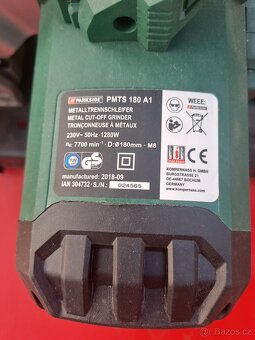 PARKSIDE PMTS 180 A1
METALLTRENNSCHLEIFER
METAL CUT-OFF GRINDER
TRONÇONNEUSE À MÉTAUX
230V~ 50Hz · 1280W
n₀ 7700 min⁻¹ · D: Ø180mm · M8
WEEE:
KOMPERNASS H. GMBH
BURGSTRASSE 21
DE-44867 BOCHUM
GERMANY
www.kompernass.com
GS
manufactured: 2018-09
IAN 304732 · S./N.: 024565
© Bazos.cz